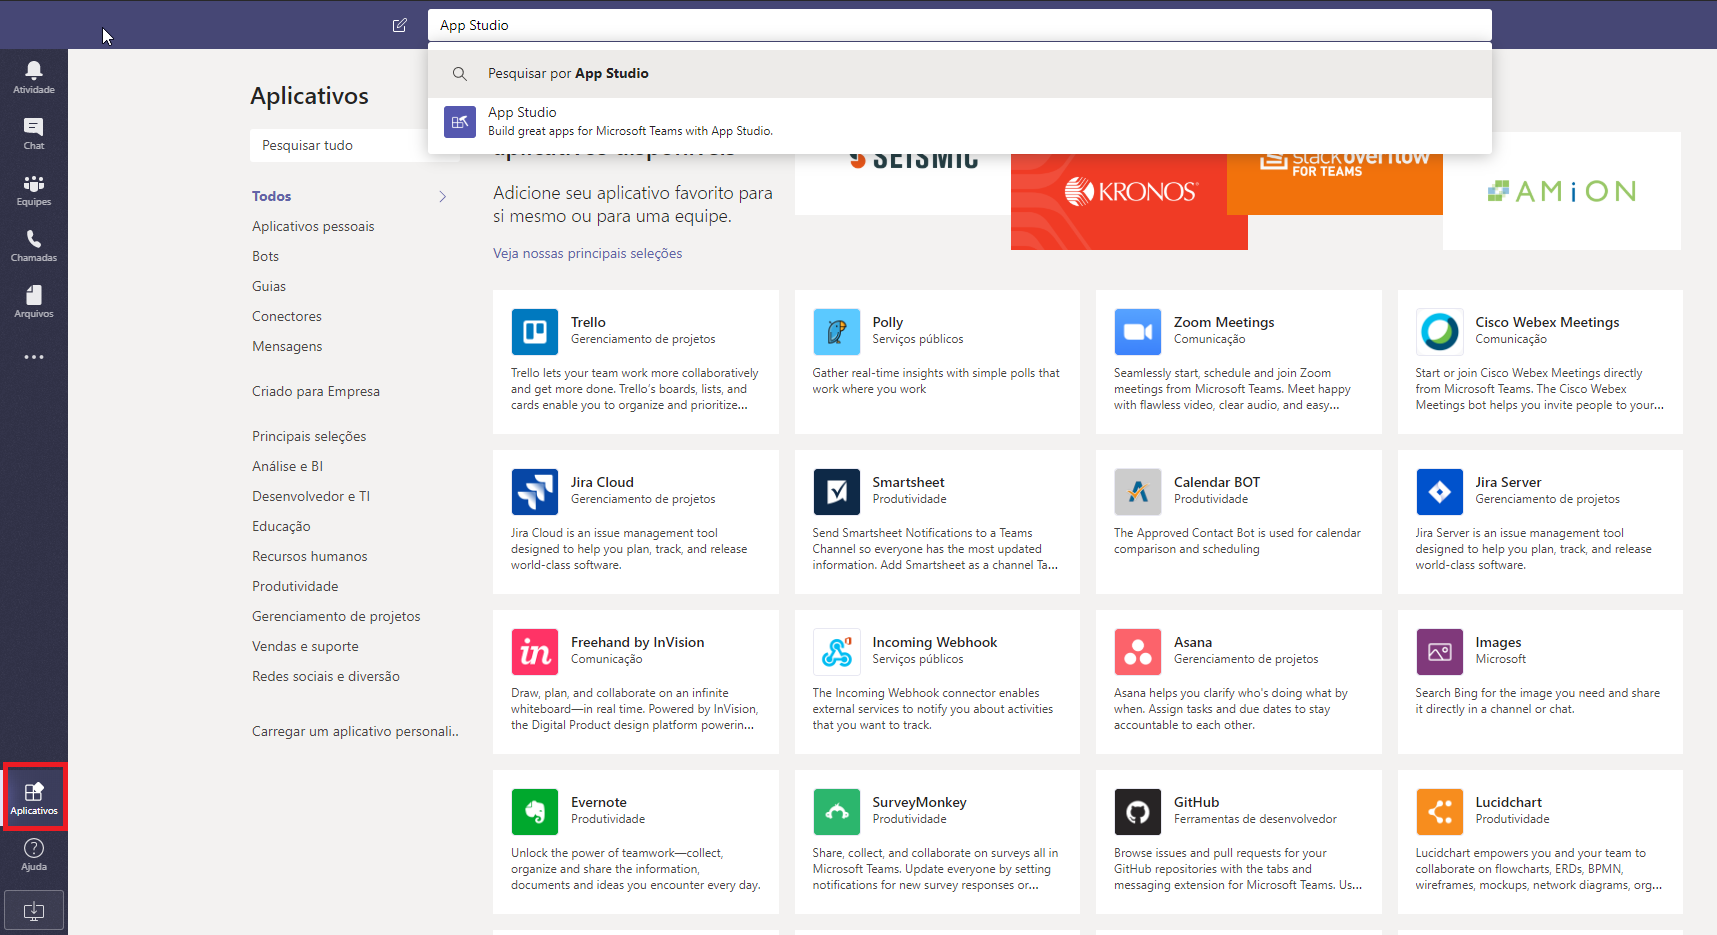 App Studio
Pesquisar por App Studio
App Studio
Build great apps for Microsoft Teams with App Studio.
Atividade
Chat
Equipes
Chamadas
Arquivos
Aplicativos
Ajuda
Aplicativos
Pesquisar tudo
Todos
Aplicativos pessoais
Bots
Guias
Conectores
Mensagens
Criado para Empresa
Principais seleções
Análise e BI
Desenvolvedor e TI
Educação
Recursos humanos
Produtividade
Gerenciamento de projetos
Vendas e suporte
Redes sociais e diversão
Carregar um aplicativo personali..
aplicativos disponíveis
Adicione seu aplicativo favorito para
si mesmo ou para uma equipe.
Veja nossas principais seleções
SEISMIC
KRONOS
stackoverflow
FOR TEAMS
AMiON
Trello
Gerenciamento de projetos
Trello lets your team work more collaboratively
and get more done. Trello's boards, lists, and
cards enable you to organize and prioritize...
Polly
Serviços públicos
Gather real-time insights with simple polls that
work where you work
Zoom Meetings
Comunicação
Seamlessly start, schedule and join Zoom
meetings from Microsoft Teams. Meet happy
with flawless video, clear audio, and easy...
Cisco Webex Meetings
Comunicação
Start or join Cisco Webex Meetings directly
from Microsoft Teams. The Cisco Webex
Meetings bot helps you invite people to your...
Jira Cloud
Gerenciamento de projetos
Jira Cloud is an issue management tool
designed to help you plan, track, and release
world-class software.
Smartsheet
Produtividade
Send Smartsheet Notifications to a Teams
Channel so everyone has the most updated
information. Add Smartsheet as a channel Ta...
Calendar BOT
Produtividade
The Approved Contact Bot is used for calendar
comparison and scheduling
Jira Server
Gerenciamento de projetos
Jira Server is an issue management tool
designed to help you plan, track, and release
world-class software.
in
Freehand by InVision
Comunicação
Draw, plan, and collaborate on an infinite
whiteboard—in real time. Powered by InVision,
the Digital Product design platform powerin...
Incoming Webhook
Serviços públicos
The Incoming Webhook connector enables
external services to notify you about activities
that you want to track.
Asana
Gerenciamento de projetos
Asana helps you clarify who's doing what by
when. Assign tasks and due dates to stay
accountable to each other.
Images
Microsoft
Search Bing for the image you need and share
it directly in a channel or chat.
Evernote
Produtividade
Unlock the power of teamwork—collect,
organize and share the information,
documents and ideas you encounter every day.
SurveyMonkey
Produtividade
Share, collect, and collaborate on surveys all in
Microsoft Teams. Update everyone by setting
notifications for new survey responses or...
GitHub
Ferramentas de desenvolvedor
Browse issues and pull requests for your
GitHub repositories with the tabs and
messaging extension for Microsoft Teams. Us...
Lucidchart
Produtividade
Lucidchart empowers you and your team to
collaborate on flowcharts, ERDs, BPMN,
wireframes, mockups, network diagrams, org...